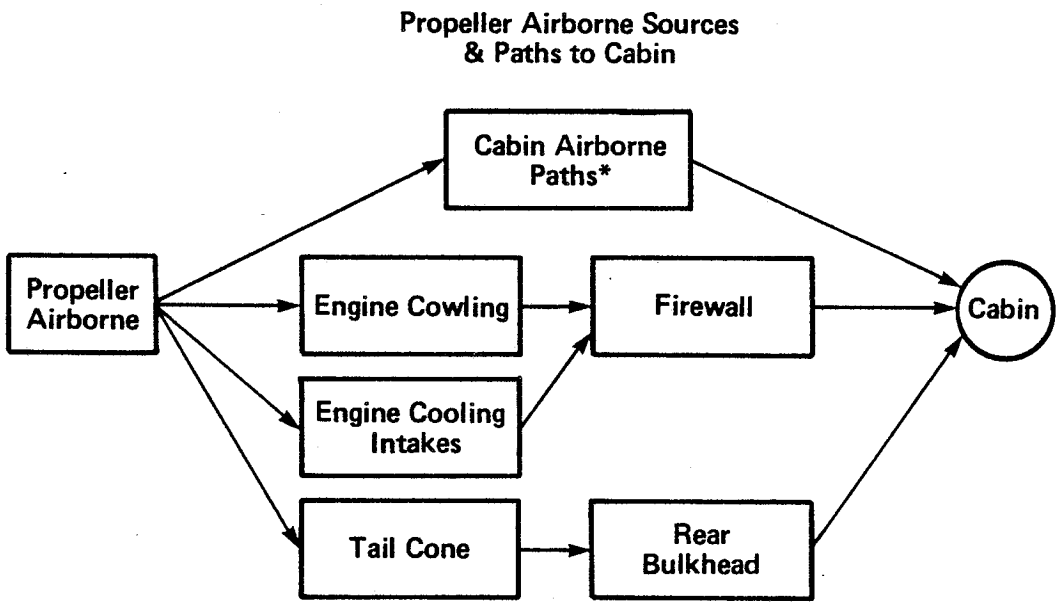 Propeller Airborne Sources
& Paths to Cabin
Cabin Airborne
Paths*
Propeller
Airborne
Engine Cowling
Firewall
Cabin
Engine Cooling
Intakes
Tail Cone
Rear
Bulkhead